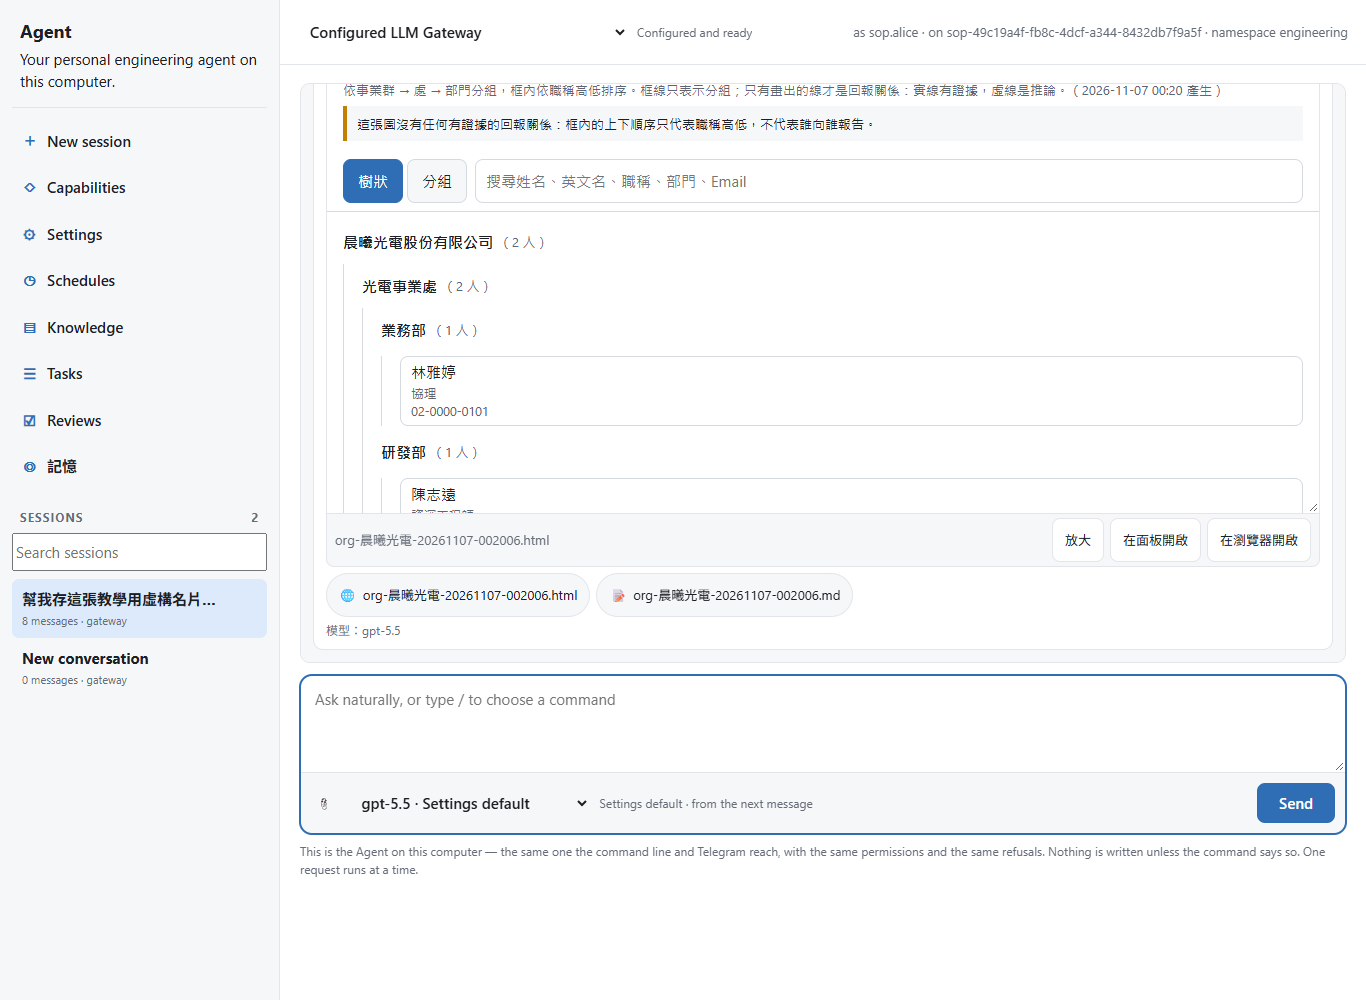 Agent
Your personal engineering agent on
this computer.
New session
Capabilities
Settings
Schedules
Knowledge
Tasks
Reviews
記憶
SESSIONS 2
Search sessions
幫我存這張教學用虛構名片...
8 messages · gateway
New conversation
0 messages · gateway
Configured LLM Gateway
Configured and ready
as sop.alice · on sop-49c19a4f-fb8c-4dcf-a344-8432db7f9a5f · namespace engineering
依事業群 → 處 → 部門分組，框內依職稱高低排序。框線只表示分組；只有畫出的線才是回報關係：實線有證據，虛線是推論。（2026-11-07 00:20 產生）
這張圖沒有任何有證據的回報關係：框內的上下順序只代表職稱高低，不代表誰向誰報告。
樹狀 分組 搜尋姓名、英文名、職稱、部門、Email
晨曦光電股份有限公司 （2 人）
光電事業處 （2 人）
業務部 （1 人）
林雅婷
協理
02-0000-0101
研發部 （1 人）
陳志遠
org-晨曦光電-20261107-002006.html
放大 在面板開啟 在瀏覽器開啟
org-晨曦光電-20261107-002006.html org-晨曦光電-20261107-002006.md
模型：gpt-5.5
Ask naturally, or type / to choose a command
gpt-5.5 · Settings default
Settings default · from the next message
Send
This is the Agent on this computer — the same one the command line and Telegram reach, with the same permissions and the same refusals. Nothing is written unless the command says so. One
request runs at a time.